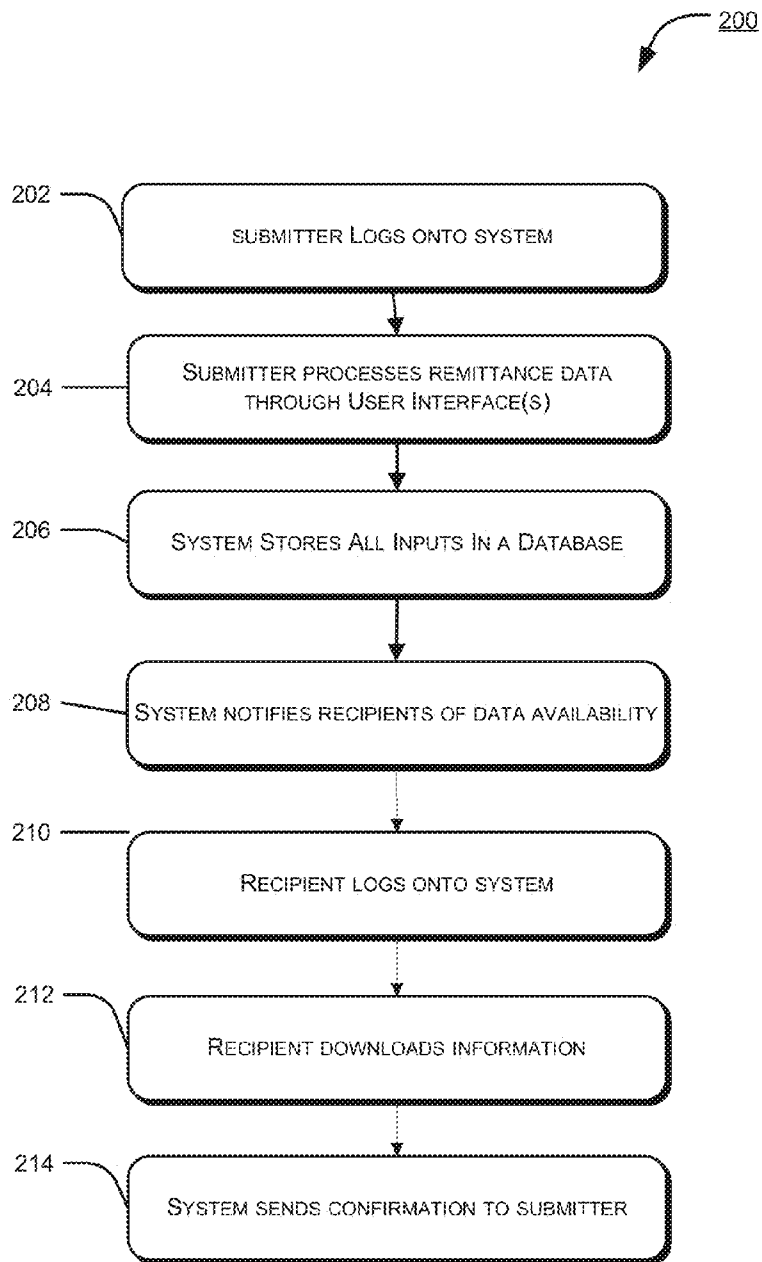 200
202
SUBMITTER LOGS ONTO SYSTEM
204
SUBMITTER PROCESSES REMITTANCE DATA
THROUGH USER INTERFACE(S)
206
SYSTEM STORES ALL INPUTS IN A DATABASE
208
SYSTEM NOTIFIES RECIPIENTS OF DATA AVAILABILITY
210
RECIPIENT LOGS ONTO SYSTEM
212
RECIPIENT DOWNLOADS INFORMATION
214
SYSTEM SENDS CONFIRMATION TO SUBMITTER